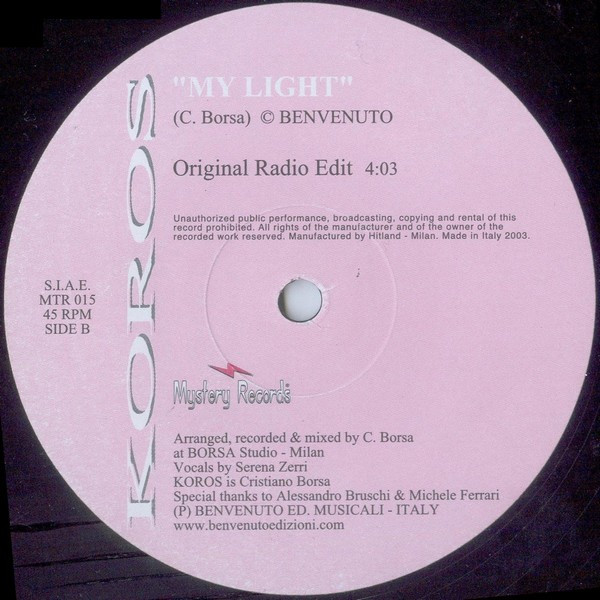 "MY LIGHT"
(C. Borsa) © BENVENUTO
Original Radio Edit 4:03
Unauthorized public performance, broadcasting, copying and rental of this
record prohibited. All rights of the manufacturer and of the owner of the
recorded work reserved. Manufactured by Hitland - Milan. Made in Italy 2003.
S.I.A.E.
MTR 015
45 RPM
SIDE B
KOROS
Mystery Records
Arranged, recorded & mixed by C. Borsa
at BORSA Studio - Milan
Vocals by Serena Zerri
KOROS is Cristiano Borsa
Special thanks to Alessandro Bruschi & Michele Ferrari
(P) BENVENUTO ED. MUSICALI - ITALY
www.benvenutoedizioni.com